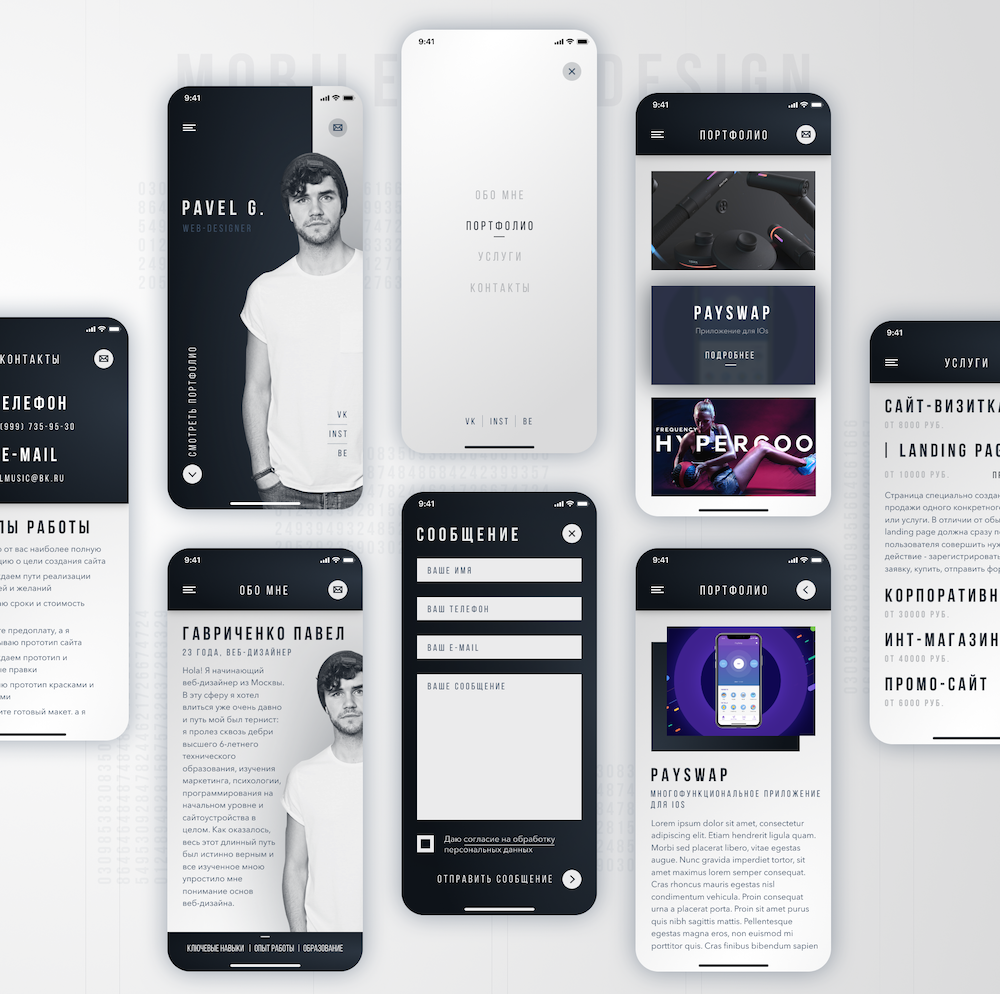 MOBILE DESIGN
9:41
PAVEL G.
WEB-DESIGNER
СМОТРЕТЬ ПОРТФОЛИО
VK
INST
BE
9:41
ОБО МНЕ
ПОРТФОЛИО
УСЛУГИ
КОНТАКТЫ
VK | INST | BE
9:41
ПОРТФОЛИО
PAYSWAP
Приложение для IOs
ПОДРОБНЕЕ
FREQUENCY
HYPERCOO
КОНТАКТЫ
ЕЛЕФОН
(999) 735-95-30
E-MAIL
LMUSIC@BK.RU
ПЫ РАБОТЫ
о от вас наиболее полную
цию о цели создания сайта
даем пути реализации
ей и желаний
аю сроки и стоимость
те предоплату, а я
ываю прототип сайта
даем прототип и
ые правки
ю прототип красками и
ми
ите готовый макет. а я
9:41
ОБО МНЕ
ГАВРИЧЕНКО ПАВЕЛ
23 ГОДА, ВЕБ-ДИЗАЙНЕР
Hola! Я начинающий
веб-дизайнер из Москвы.
В эту сферу я хотел
влиться уже очень давно
и путь мой был тернист:
я пролез сквозь дебри
высшего 6-летнего
технического
образования, изучения
маркетинга, психологии,
программирования на
начальном уровне и
сайтоустройства в
целом. Как оказалось,
весь этот длинный путь
был истинно верным и
все изученное мною
упростило мне
понимание основ
веб-дизайна.
КЛЮЧЕВЫЕ НАВЫКИ | ОПЫТ РАБОТЫ | ОБРАЗОВАНИЕ
9:41
СООБЩЕНИЕ
ВАШЕ ИМЯ
ВАШ ТЕЛЕФОН
ВАШ E-MAIL
ВАШЕ СООБЩЕНИЕ
Даю согласие на обработку
персональных данных
ОТПРАВИТЬ СООБЩЕНИЕ
9:41
ПОРТФОЛИО
PAYSWAP
МНОГОФУНКЦИОНАЛЬНОЕ ПРИЛОЖЕНИЕ
ДЛЯ IOS
Lorem ipsum dolor sit amet, consectetur
adipiscing elit. Etiam hendrerit ligula quam.
Morbi sed placerat libero, vitae egestas
augue. Nunc gravida imperdiet tortor, sit
amet maximus lorem semper consequat.
Cras rhoncus mauris egestas nisl
condimentum vehicula. Proin consequat
urna a placerat porta. Proin sit amet purus
quis nibh sagittis mattis. Pellentesque
egestas magna eros, non euismod mi
porttitor quis. Cras finibus bibendum sapien
9:41
УСЛУГИ
САЙТ-ВИЗИТКА
ОТ 8000 РУБ.
| LANDING PAG
ОТ 10000 РУБ.
Страница специально создан
продажи одного конкретного
или услуги. В отличии от обы
landing page должна сразу по
пользователя совершить нуж
действие - зарегистрировать
заявку, купить, отправить фор
КОРПОРАТИВН
ОТ 30000 РУБ.
ИНТ-МАГАЗИН
ОТ 40000 РУБ.
ПРОМО-САЙТ
ОТ 6000 РУБ.